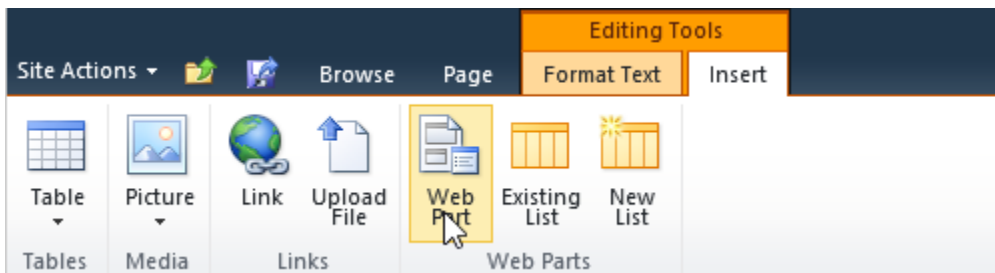 Editing Tools
Site Actions Browse Page Format Text Insert
Table Picture Link Upload File Web Part Existing List New List
Tables Media Links Web Parts